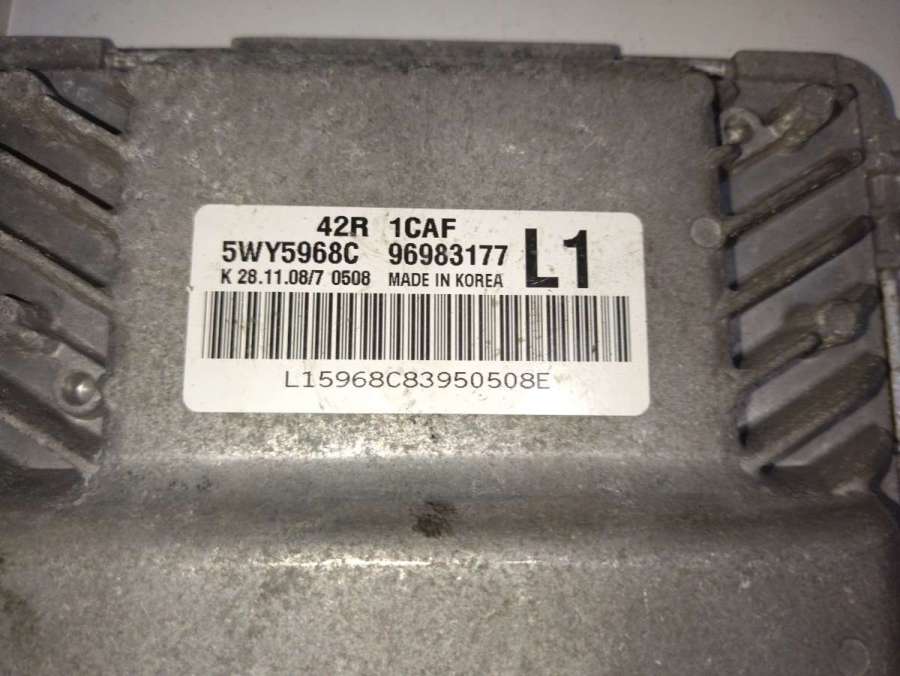 42R 1CAF
5WY5968C 96983177 L1
K 28.11.08/7 0508 MADE IN KOREA
L15968C83950508E